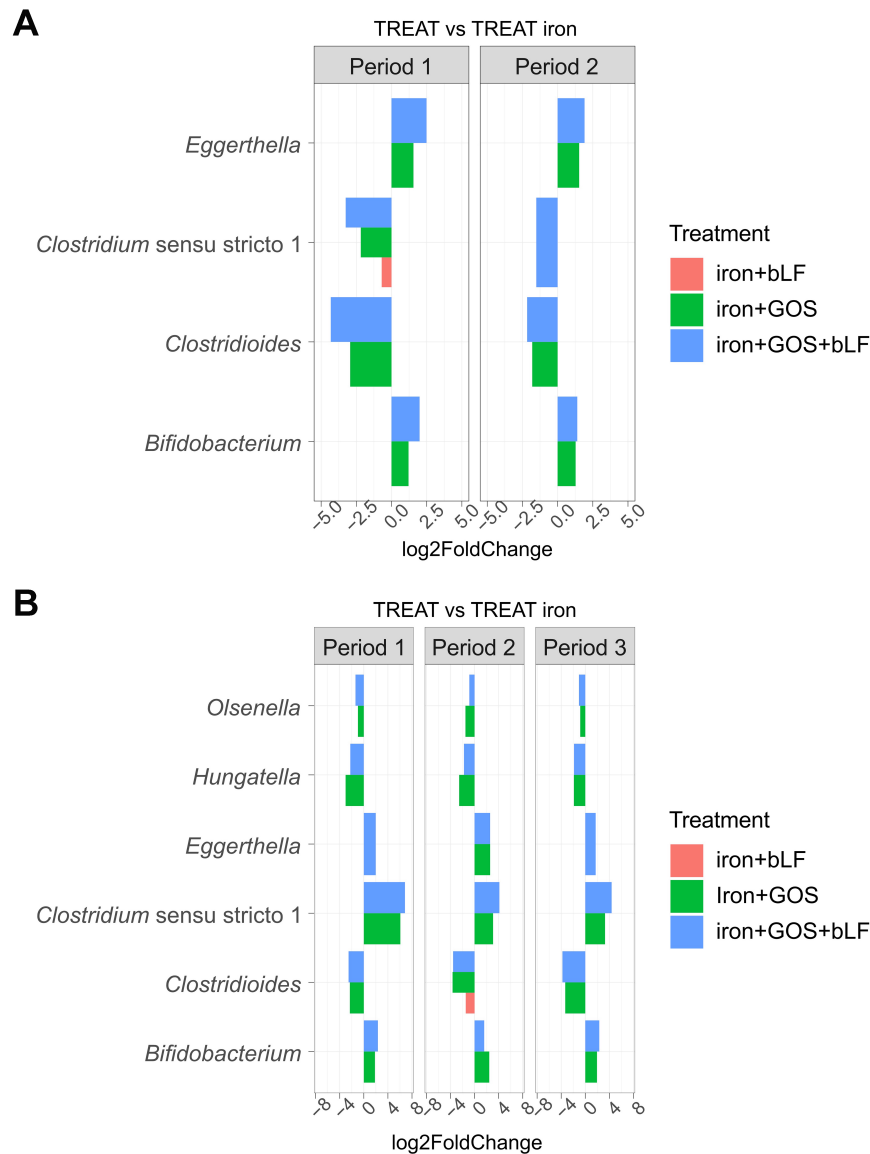 A
TREAT vs TREAT iron
Period 1
Period 2
Eggerthella
Clostridium sensu stricto 1
Clostridioides
Bifidobacterium
−5.0
−2.5
0.0
2.5
5.0
−5.0
−2.5
0.0
2.5
5.0
log2FoldChange
Treatment
iron+bLF
iron+GOS
iron+GOS+bLF
B
TREAT vs TREAT iron
Period 1
Period 2
Period 3
Olsenella
Hungatella
Eggerthella
Clostridium sensu stricto 1
Clostridioides
Bifidobacterium
−8
−4
0
4
8
−8
−4
0
4
8
−8
−4
0
4
8
log2FoldChange
Treatment
iron+bLF
Iron+GOS
iron+GOS+bLF